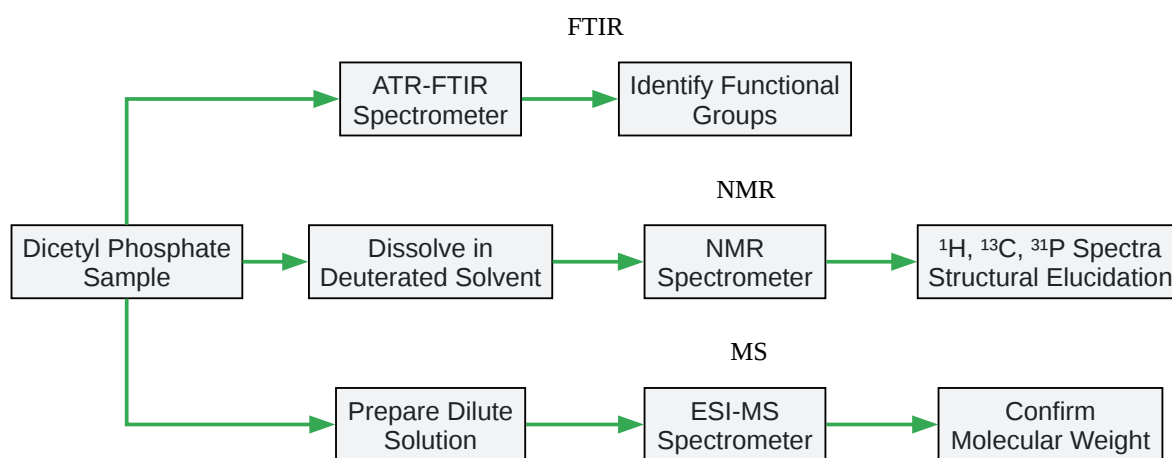 FTIR
ATR-FTIR
Spectrometer
Identify Functional
Groups
NMR
Dicetyl Phosphate
Sample
Dissolve in
Deuterated Solvent
NMR
Spectrometer
¹H, ¹³C, ³¹P Spectra
Structural Elucidation
MS
Prepare Dilute
Solution
ESI-MS
Spectrometer
Confirm
Molecular Weight